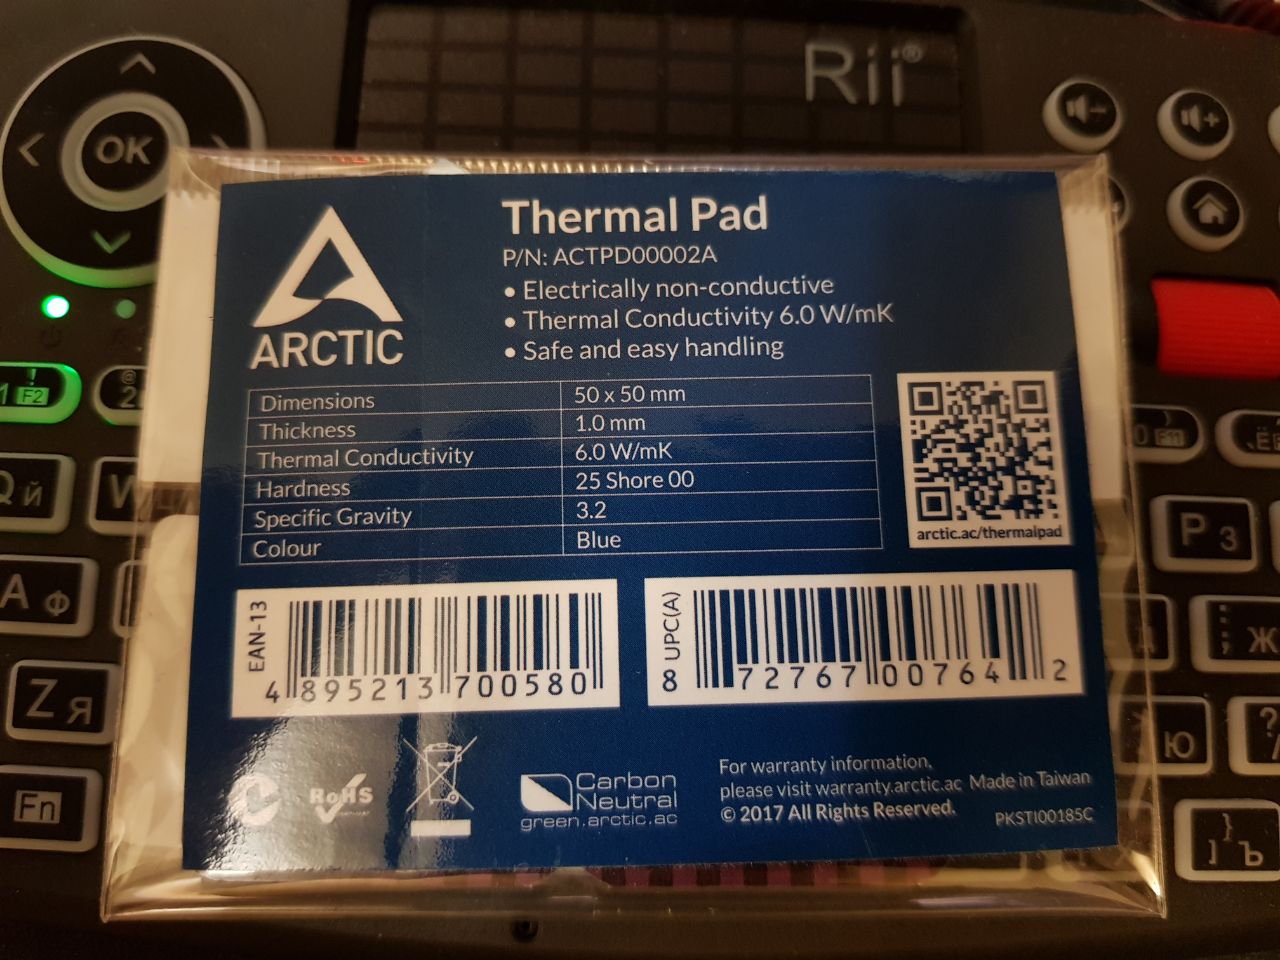 Rii®
OK
Thermal Pad
P/N: ACTPD00002A
• Electrically non-conductive
• Thermal Conductivity 6.0 W/mK
• Safe and easy handling
ARCTIC
Dimensions 50 x 50 mm
Thickness 1.0 mm
Thermal Conductivity 6.0 W/mK
Hardness 25 Shore 00
Specific Gravity 3.2
Colour Blue
arctic.ac/thermalpad
EAN-13
4 895213 700580
UPC(A)
8 72767 00764 2
RoHS
Carbon
Neutral
green.arctic.ac
For warranty information,
please visit warranty.arctic.ac Made in Taiwan
© 2017 All Rights Reserved.
PKSTI00185C
F2
2
F11
Ё
Q Й
W
P З
A Ф
; Ж
Z Я
Ю
?
Fn
} ] Ъ